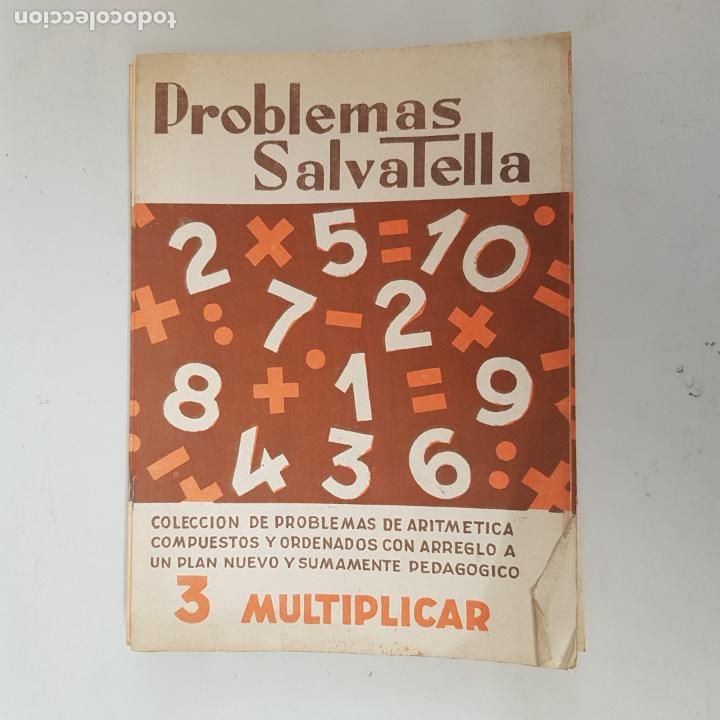 todocoleccion
Problemas
Salvatella
2 × 5 = 10
7 - 2 ×
8 + 1 = 9
4 3 6 :
COLECCION DE PROBLEMAS DE ARITMETICA
COMPUESTOS Y ORDENADOS CON ARREGLO A
UN PLAN NUEVO Y SUMAMENTE PEDAGOGICO
3 MULTIPLICAR